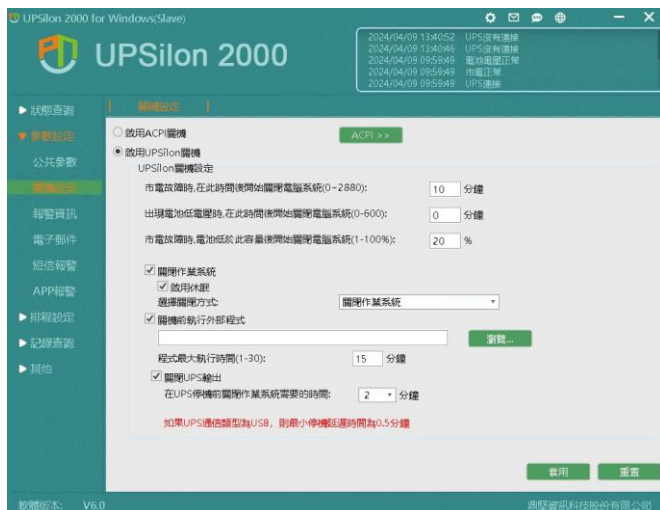 UPSilon 2000 for Windows(Slave)
UPSilon 2000
2024/04/09 13:40:52 UPS沒有連接
2024/04/09 13:40:46 UPS沒有連接
2024/04/09 09:59:49 電池電壓正常
2024/04/09 09:59:49 市電正常
2024/04/09 09:59:49 UPS連接
狀態查詢
參數設定
公共參數
關機設定
報警資訊
電子郵件
短信報警
APP報警
排程設定
記錄查詢
其他
關機設定
啟用ACPI關機
ACPI >>
啟用UPSilon關機
UPSilon關機設定
市電故障時,在此時間後開始關閉電腦系統(0~2880): 10 分鐘
出現電池低電壓時,在此時間後開始關閉電腦系統(0-600): 0 分鐘
市電故障時,電池低於此容量後開始關閉電腦系統(1-100%): 20 %
關閉作業系統
啟用休眠
選擇關閉方式: 關閉作業系統
關機前執行外部程式
瀏覽...
程式最大執行時間(1-30): 15 分鐘
關閉UPS輸出
在UPS停機前關閉作業系統需要的時間: 2 分鐘
如果UPS通信類型為USB, 則最小停機延遲時間為0.5分鐘
套用
重置
軟體版本: V6.0
鼎堅資訊科技股份有限公司